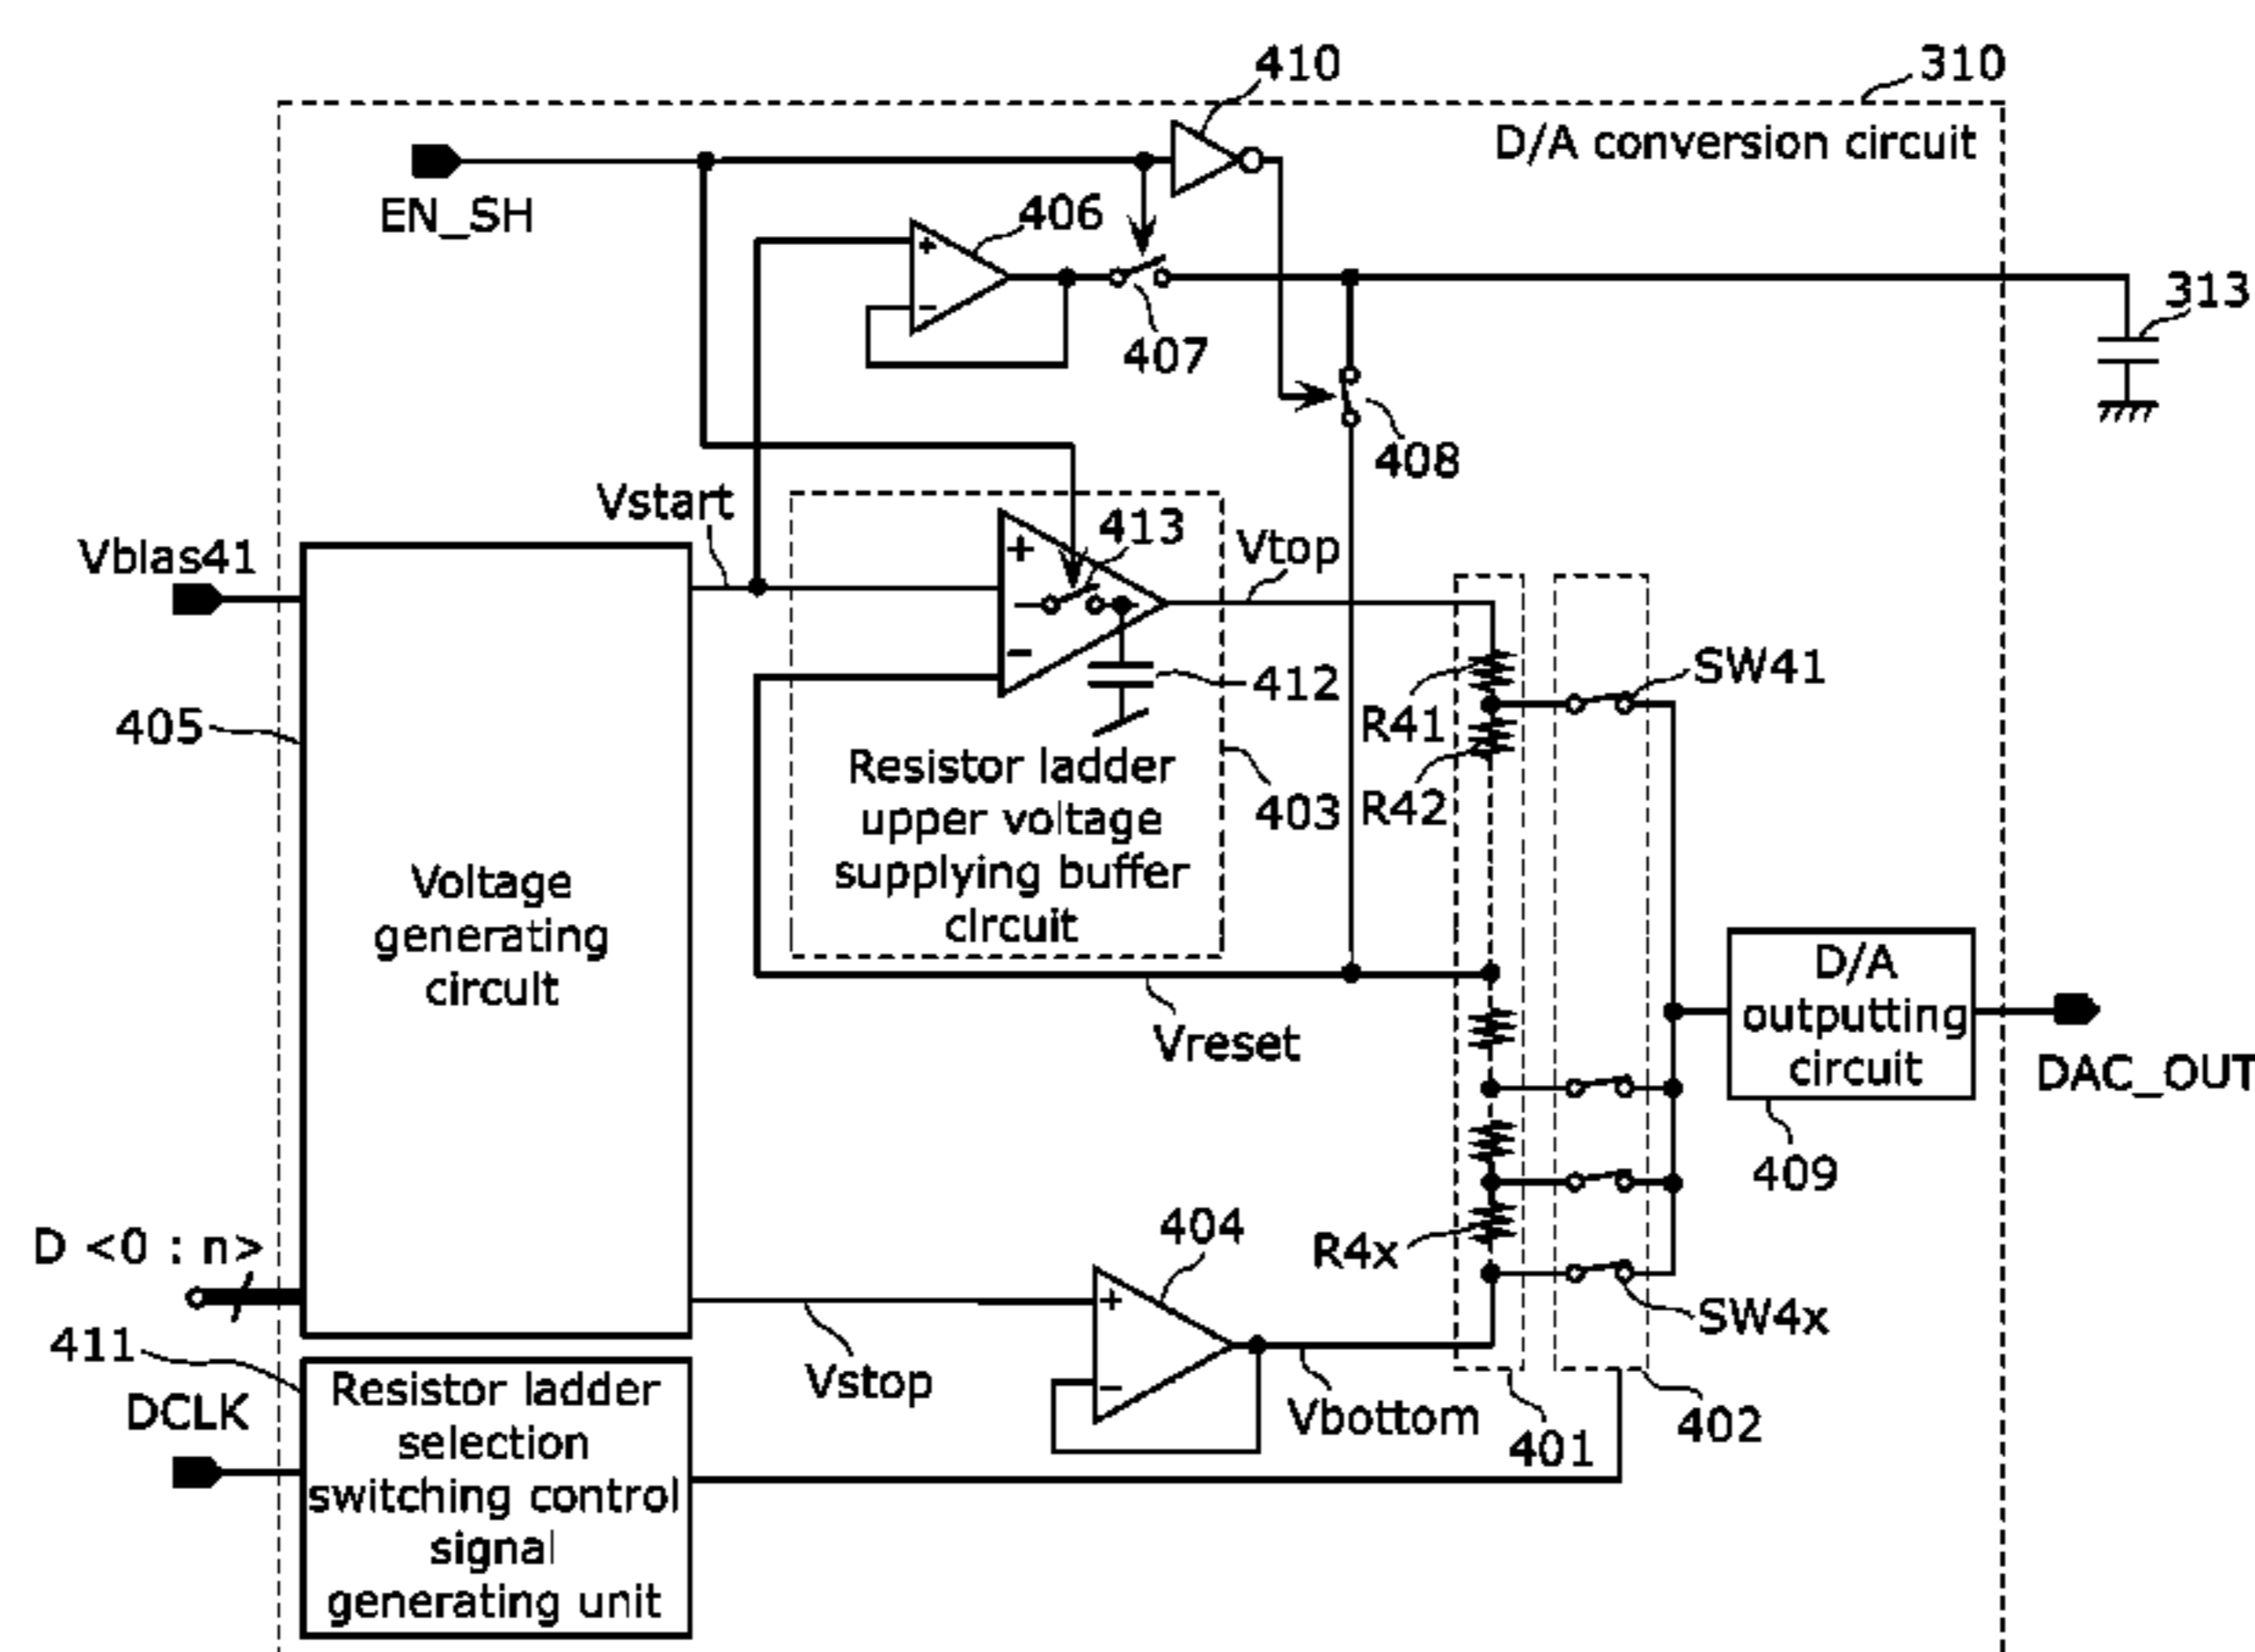 410
310
D/A conversion circuit
EN_SH
406
+
−
407
313
408
Vstart
413
Vtop
Vbias41
+
−
412
SW41
405
R41
R42
Resistor ladder
upper voltage
supplying buffer
circuit
403
Voltage
generating
circuit
D/A
outputting
circuit
Vreset
DAC_OUT
409
404
D <0 : n>
R4x
+
−
SW4x
411
Vstop
Vbottom
401
402
DCLK
Resistor ladder
selection
switching control
signal
generating unit